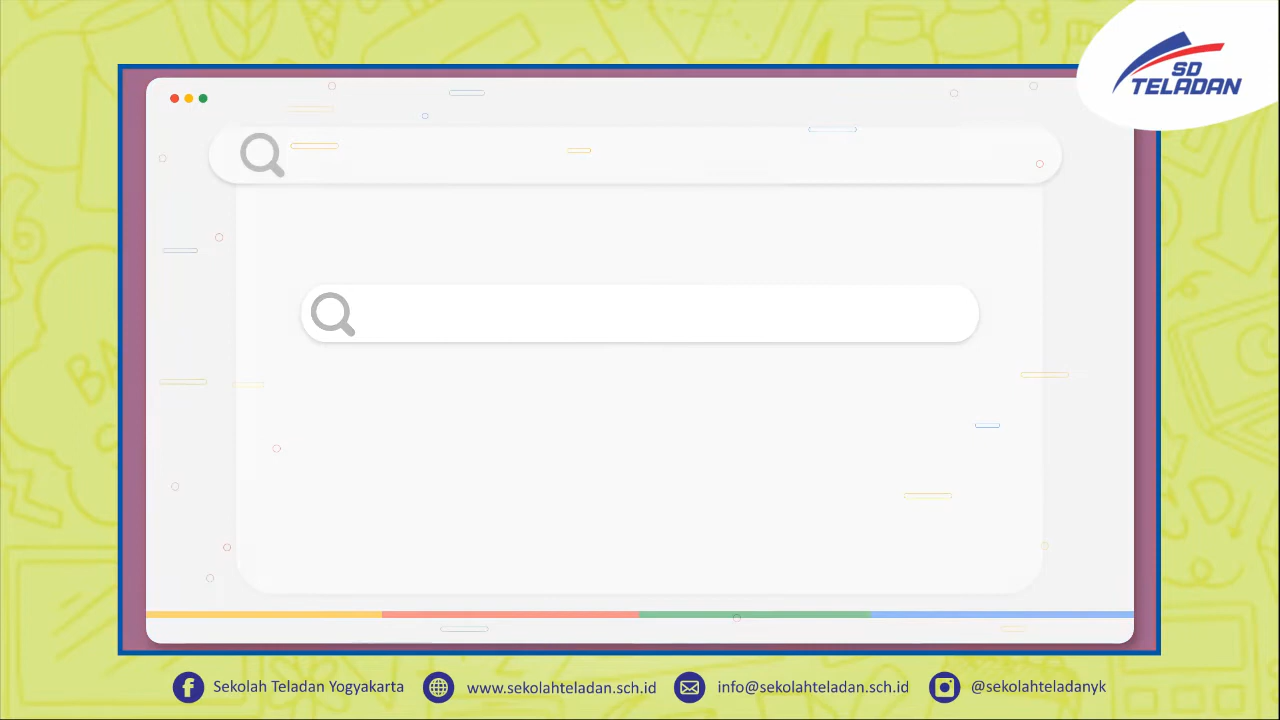 SD
TELADAN
Sekolah Teladan Yogyakarta
www.sekolahteladan.sch.id
info@sekolahteladan.sch.id
@sekolahteladanyk